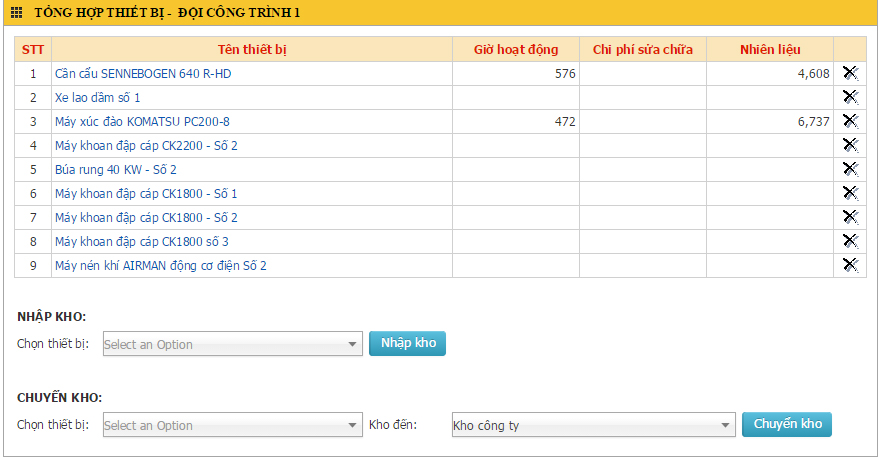 TỔNG HỢP THIẾT BỊ - ĐỘI CÔNG TRÌNH 1
STT Tên thiết bị Giờ hoạt động Chi phí sửa chữa Nhiên liệu
1 Cần cẩu SENNEBOGEN 640 R-HD 576 4,608
2 Xe lao dầm số 1
3 Máy xúc đào KOMATSU PC200-8 472 6,737
4 Máy khoan đập cáp CK2200 - Số 2
5 Búa rung 40 KW - Số 2
6 Máy khoan đập cáp CK1800 - Số 1
7 Máy khoan đập cáp CK1800 - Số 2
8 Máy khoan đập cáp CK1800 số 3
9 Máy nén khí AIRMAN động cơ điện Số 2
NHẬP KHO:
Chọn thiết bị: Select an Option Nhập kho
CHUYỂN KHO:
Chọn thiết bị: Select an Option Kho đến: Kho công ty Chuyển kho